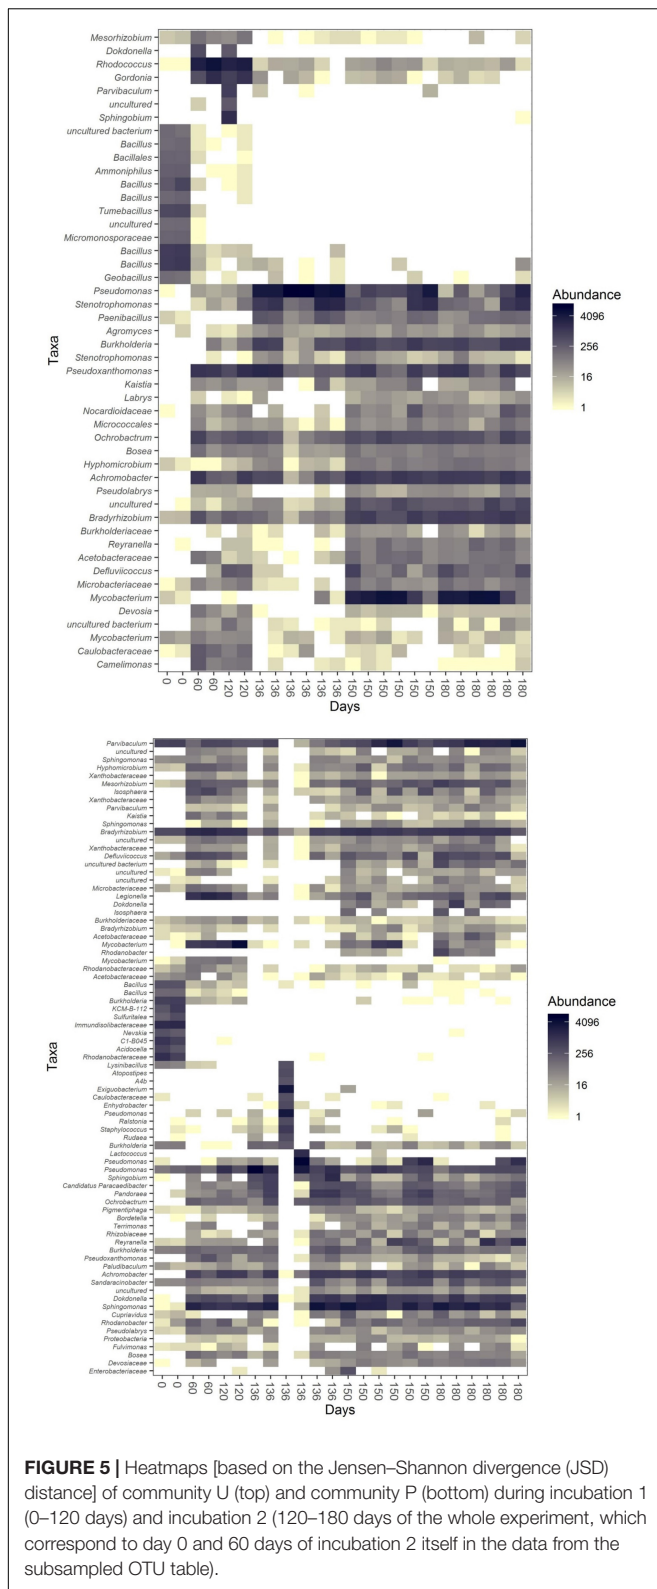 Mesorhizobium
Dokdonella
Rhodococcus
Gordonia
Parvibaculum
uncultured
Sphingobium
uncultured bacterium
Bacillus
Bacillales
Ammoniphilus
Bacillus
Bacillus
Tumebacillus
uncultured
Micromonosporaceae
Bacillus
Bacillus
Geobacillus
Pseudomonas
Stenotrophomonas
Paenibacillus
Agromyces
Burkholderia
Stenotrophomonas
Pseudoxanthomonas
Kaistia
Labrys
Nocardioidaceae
Micrococcales
Ochrobactrum
Bosea
Hyphomicrobium
Achromobacter
Pseudolabrys
uncultured
Bradyrhizobium
Burkholderiaceae
Reyranella
Acetobacteraceae
Defluviicoccus
Microbacteriaceae
Mycobacterium
Devosia
uncultured bacterium
Mycobacterium
Caulobacteraceae
Camelimonas
Taxa
0 0 60 60 120 120 136 136 136 136 136 136 150 150 150 150 150 150 180 180 180 180 180 180
Days
Abundance
4096
256
16
1
Parvibaculum
uncultured
Sphingomonas
Hyphomicrobium
Xanthobacteraceae
Mesorhizobium
Isosphaera
Xanthobacteraceae
Parvibaculum
Kaistia
Sphingomonas
Bradyrhizobium
uncultured
Xanthobacteraceae
Defluviicoccus
uncultured bacterium
uncultured
uncultured
Microbacteriaceae
Legionella
Dokdonella
Isosphaera
Burkholderiaceae
Bradyrhizobium
Acetobacteraceae
Mycobacterium
Rhodanobacter
Mycobacterium
Rhodanobacteraceae
Acetobacteraceae
Bacillus
Bacillus
Burkholderia
KCM-B-112
Sulfuritalea
Immundisolibacteraceae
Nevskia
C1-B045
Acidocella
Rhodanobacteraceae
Lysinibacillus
Atopostipes
A4b
Exiguobacterium
Caulobacteraceae
Enhydrobacter
Pseudomonas
Ralstonia
Staphylococcus
Rudaea
Burkholderia
Lactococcus
Pseudomonas
Pseudomonas
Sphingobium
Candidatus Paracaedibacter
Pandoraea
Ochrobactrum
Pigmentiphaga
Bordetella
Terrimonas
Rhizobiaceae
Reyranella
Burkholderia
Pseudoxanthomonas
Paludibaculum
Achromobacter
Sandaracinobacter
uncultured
Dokdonella
Sphingomonas
Cupriavidus
Rhodanobacter
Pseudolabrys
Proteobacteria
Fulvimonas
Bosea
Devosiaceae
Enterobacteriaceae
Taxa
0 0 60 60 120 120 136 136 136 136 136 136 150 150 150 150 150 150 180 180 180 180 180 180
Days
Abundance
4096
256
16
1
FIGURE 5 | Heatmaps [based on the Jensen–Shannon divergence (JSD)
distance] of community U (top) and community P (bottom) during incubation 1
(0–120 days) and incubation 2 (120–180 days of the whole experiment, which
correspond to day 0 and 60 days of incubation 2 itself in the data from the
subsampled OTU table).